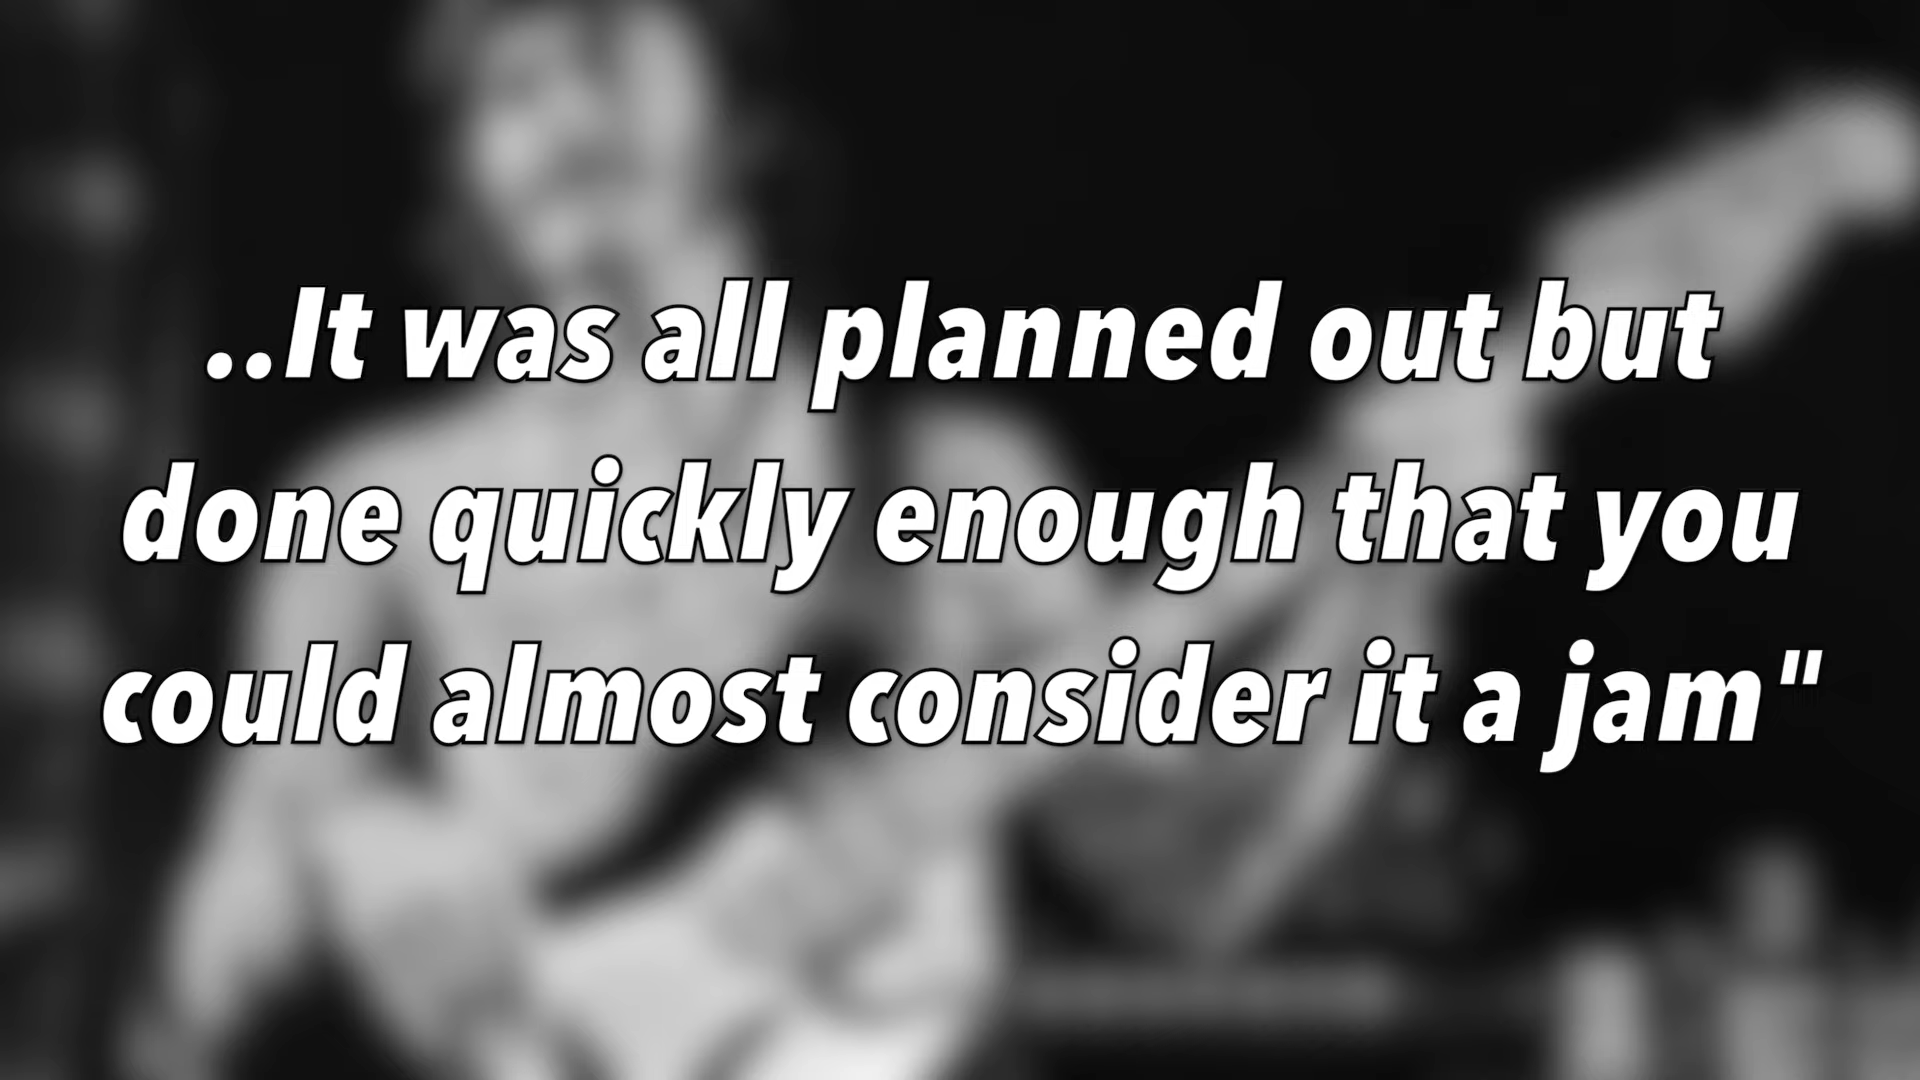 ..It was all planned out but
done quickly enough that you
could almost consider it a jam"